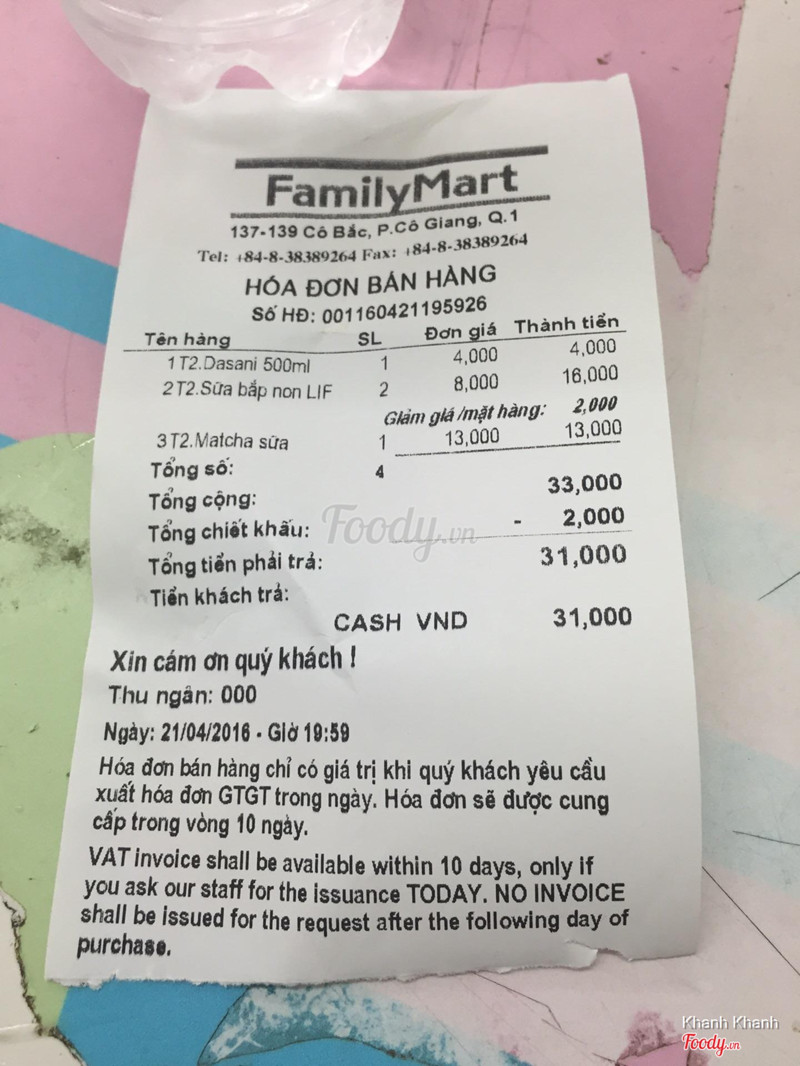 FamilyMart
137-139 Cô Bắc, P.Cô Giang, Q.1
Tel: +84-8-38389264 Fax: +84-8-38389264
HÓA ĐƠN BÁN HÀNG
Số HĐ: 001160421195926
Tên hàng SL Đơn giá Thành tiền
1 T2.Dasani 500ml 1 4,000 4,000
2 T2.Sữa bắp non LIF 2 8,000 16,000
Giảm giá /mặt hàng: 2,000
3 T2.Matcha sữa 1 13,000 13,000
Tổng số: 4
Tổng cộng: 33,000
Tổng chiết khấu: - 2,000
Tổng tiền phải trả: 31,000
Tiền khách trả:
CASH VND 31,000
Xin cám ơn quý khách !
Thu ngân: 000
Ngày: 21/04/2016 - Giờ 19:59
Hóa đơn bán hàng chỉ có giá trị khi quý khách yêu cầu
xuất hóa đơn GTGT trong ngày. Hóa đơn sẽ được cung
cấp trong vòng 10 ngày.
VAT invoice shall be available within 10 days, only if
you ask our staff for the issuance TODAY. NO INVOICE
shall be issued for the request after the following day of
purchase.
Foody.vn
Khanh Khanh
Foody.vn